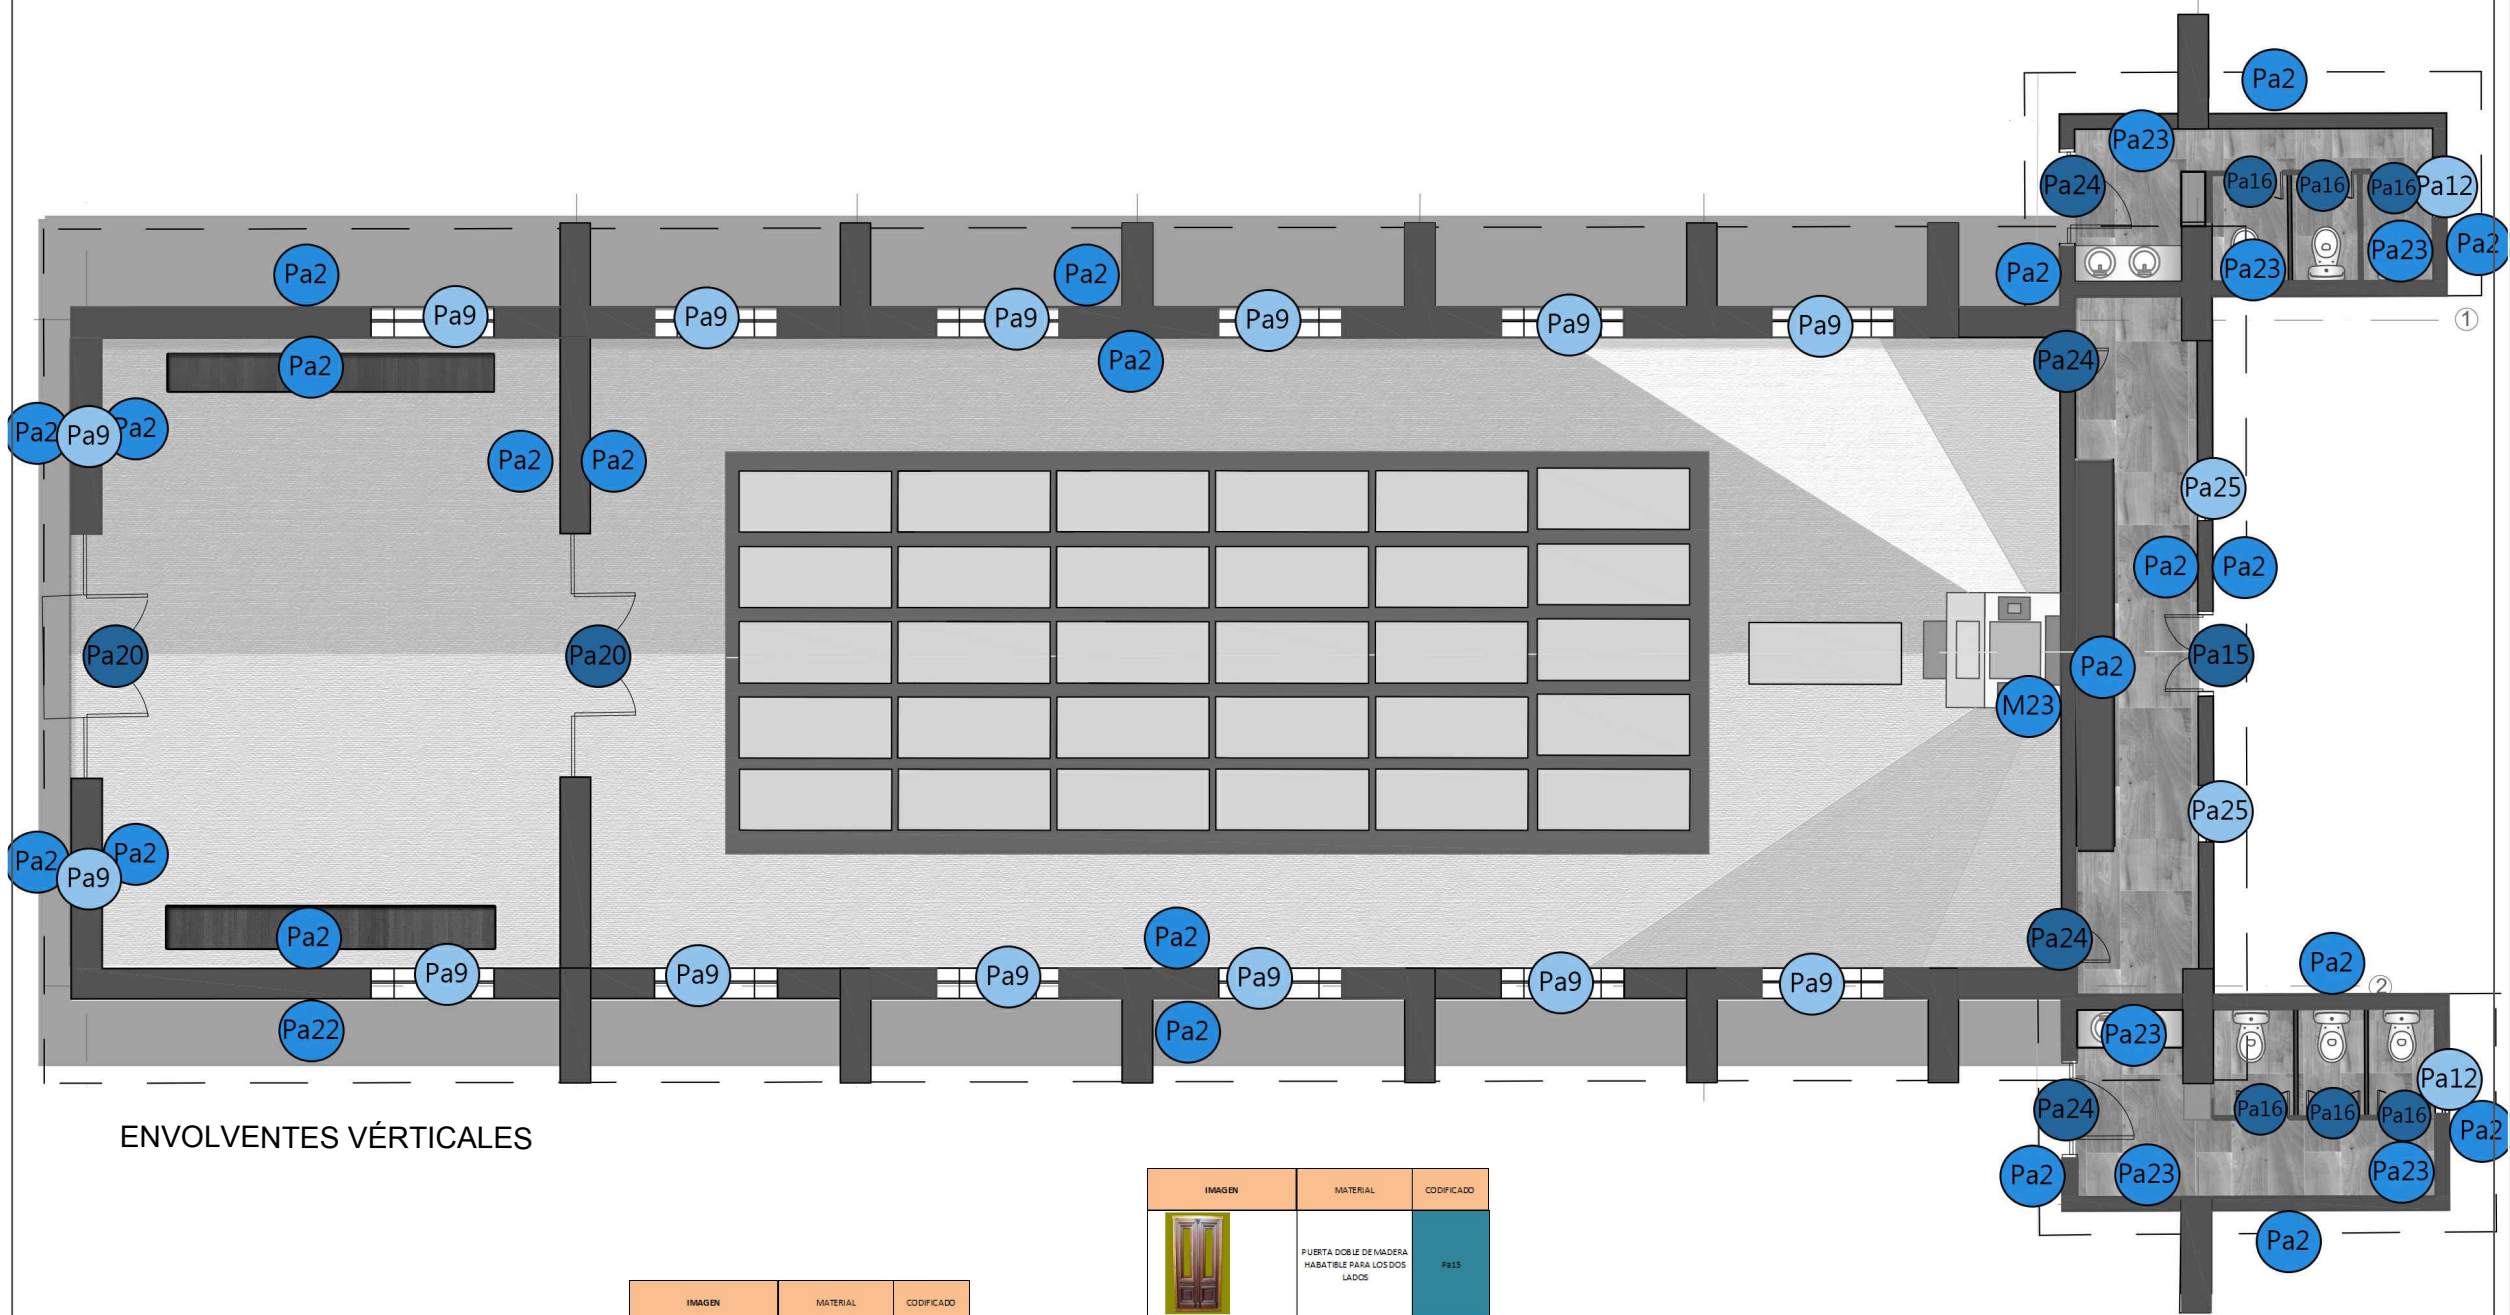 Pa2
Pa23
Pa24
Pa16
Pa16
Pa16
Pa12
Pa2
Pa2
Pa2
Pa2
Pa23
Pa23
Pa9
Pa9
Pa9
Pa9
Pa9
Pa9
1
Pa2
Pa2
Pa24
Pa2
Pa9
Pa2
Pa2
Pa2
Pa25
Pa2
Pa2
Pa20
Pa20
Pa2
Pa15
M23
Pa25
Pa2
Pa9
Pa2
Pa2
Pa2
Pa24
Pa2
Pa9
Pa9
Pa9
Pa9
Pa9
Pa9
2
Pa22
Pa2
Pa23
Pa12
Pa24
Pa16
Pa16
Pa16
Pa2
Pa2
Pa23
Pa23
Pa2
ENVOLVENTES VÉRTICALES
IMAGEN MATERIAL CODIFICADO
PUERTA DOBLE DE MADERA
HABATIBLE PARA LOS DOS
LADOS
Pa15
IMAGEN MATERIAL CODIFICADO